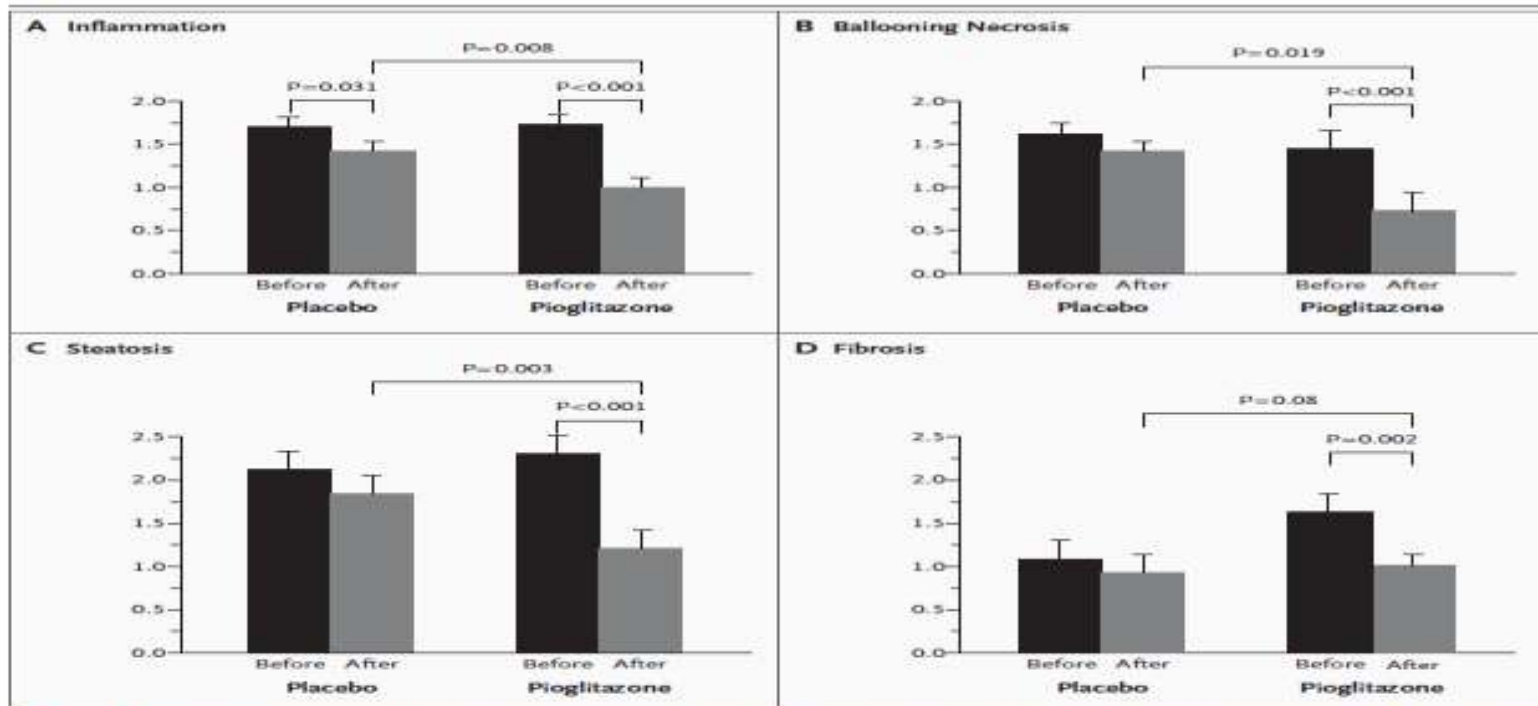 A Inflammation
P=0.008
P=0.031
P<0.001
2.0
1.5
1.0
0.5
0.0
Before After Before After
Placebo Pioglitazone
B Ballooning Necrosis
P=0.019
P<0.001
2.0
1.5
1.0
0.5
0.0
Before After Before After
Placebo Pioglitazone
C Steatosis
P=0.003
P<0.001
2.5
2.0
1.5
1.0
0.5
0.0
Before After Before After
Placebo Pioglitazone
D Fibrosis
P=0.08
P=0.002
2.5
2.0
1.5
1.0
0.5
0.0
Before After Before After
Placebo Pioglitazone